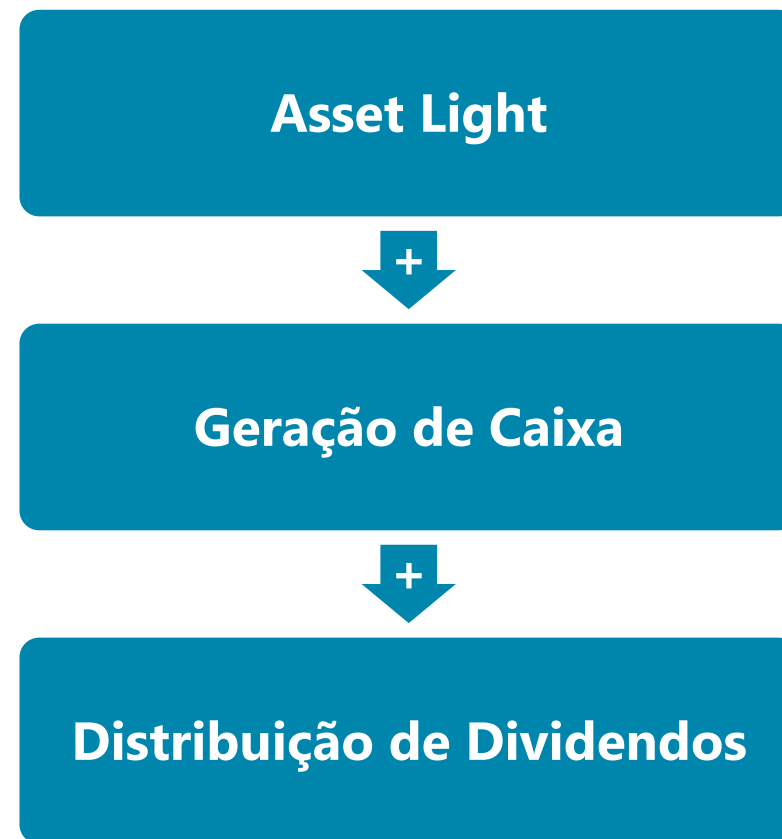 Asset Light
+
Geração de Caixa
+
Distribuição de Dividendos